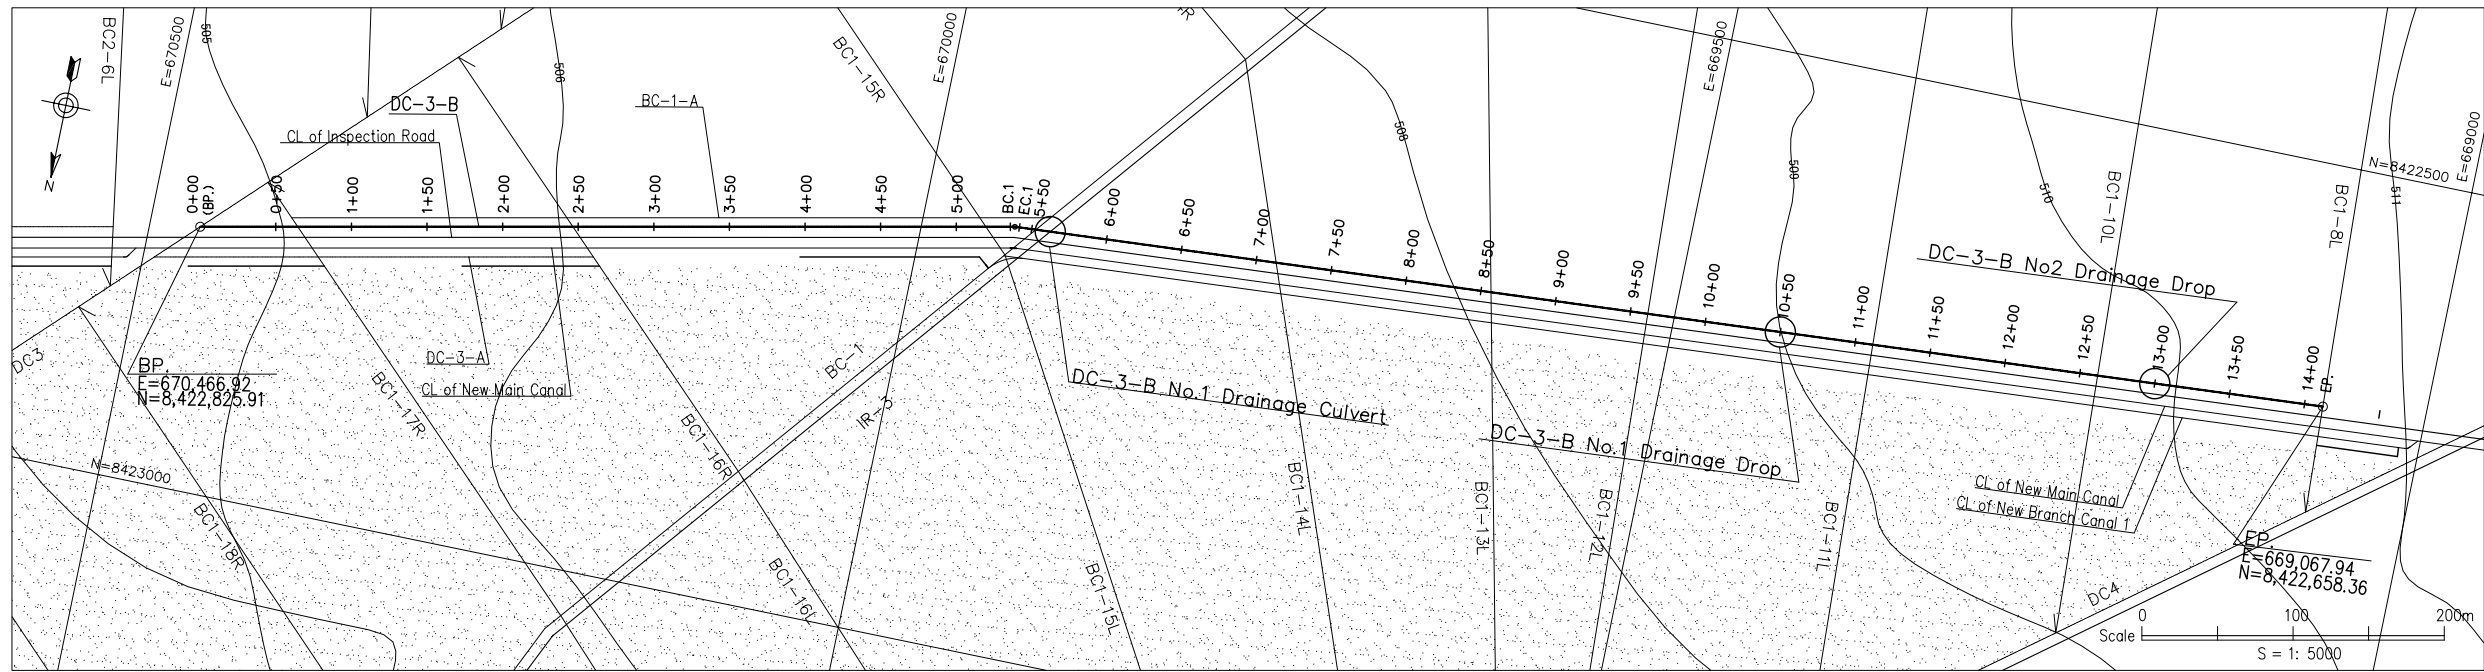 BC2-6L
E=670500
505
506
DC-3-B
CL of Inspection Road
BC-1-A
BC1-15R
E=670000
R
508
E=669500
509
510
BC1-10L
N=8422500
E=669000
BC1-8L
511
N
0+00
(BP.)
0+50
1+00
1+50
2+00
2+50
3+00
3+50
4+00
4+50
5+00
BC.1
EC.1
5+50
6+00
6+50
7+00
7+50
8+00
8+50
9+00
9+50
10+00
10+50
11+00
11+50
12+00
12+50
13+00
13+50
14+00
EP.
DC-3-B No2 Drainage Drop
DC3
BP.
E=670,466.92
N=8,422,825.91
DC-3-A
CL of New Main Canal
BC1-17R
BC-1
IR-3
BC1-16R
DC-3-B No.1 Drainage Culvert
DC-3-B No.1 Drainage Drop
N=8423000
BC1-18R
BC1-16L
BC1-15L
BC1-14L
BC1-13L
BC1-12L
BC1-11L
CL of New Main Canal
CL of New Branch Canal 1
EP.
E=669,067.94
N=8,422,658.36
DC4
0 100 200m
Scale
S = 1: 5000